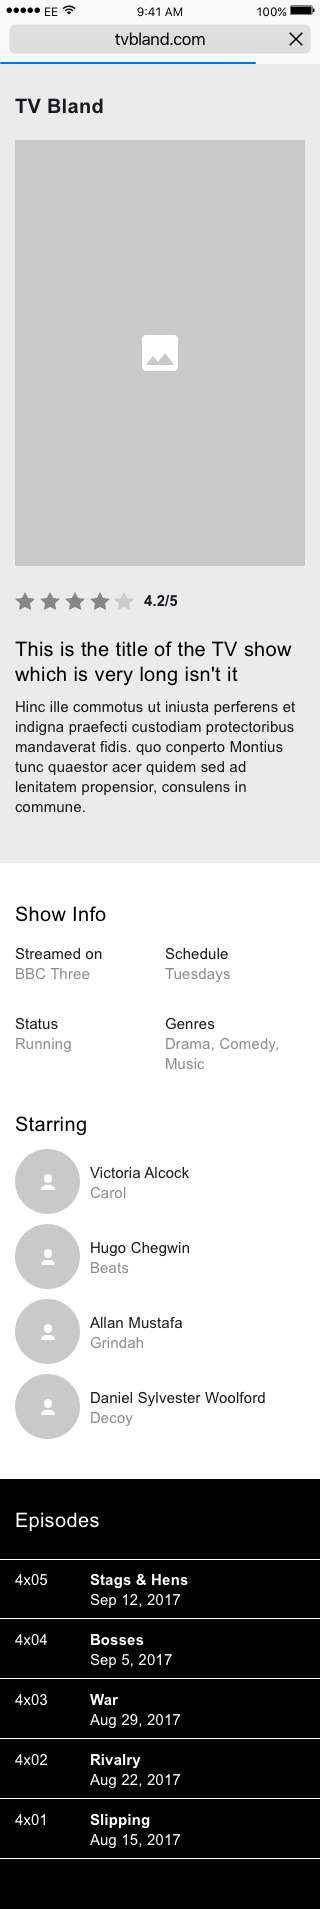 EE 9:41 AM 100%
tvbland.com
TV Bland
4.2/5
This is the title of the TV show
which is very long isn't it
Hinc ille commotus ut iniusta perferens et
indigna praefecti custodiam protectoribus
mandaverat fidis. quo conperto Montius
tunc quaestor acer quidem sed ad
lenitatem propensior, consulens in
commune.
Show Info
Streamed on
BBC Three
Schedule
Tuesdays
Status
Running
Genres
Drama, Comedy,
Music
Starring
Victoria Alcock
Carol
Hugo Chegwin
Beats
Allan Mustafa
Grindah
Daniel Sylvester Woolford
Decoy
Episodes
4x05 Stags & Hens
Sep 12, 2017
4x04 Bosses
Sep 5, 2017
4x03 War
Aug 29, 2017
4x02 Rivalry
Aug 22, 2017
4x01 Slipping
Aug 15, 2017